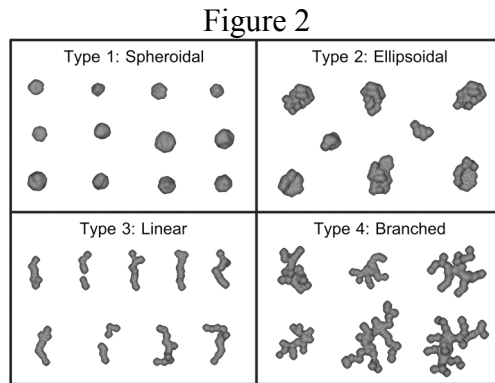 Figure 2
Type 1: Spheroidal
Type 2: Ellipsoidal
Type 3: Linear
Type 4: Branched